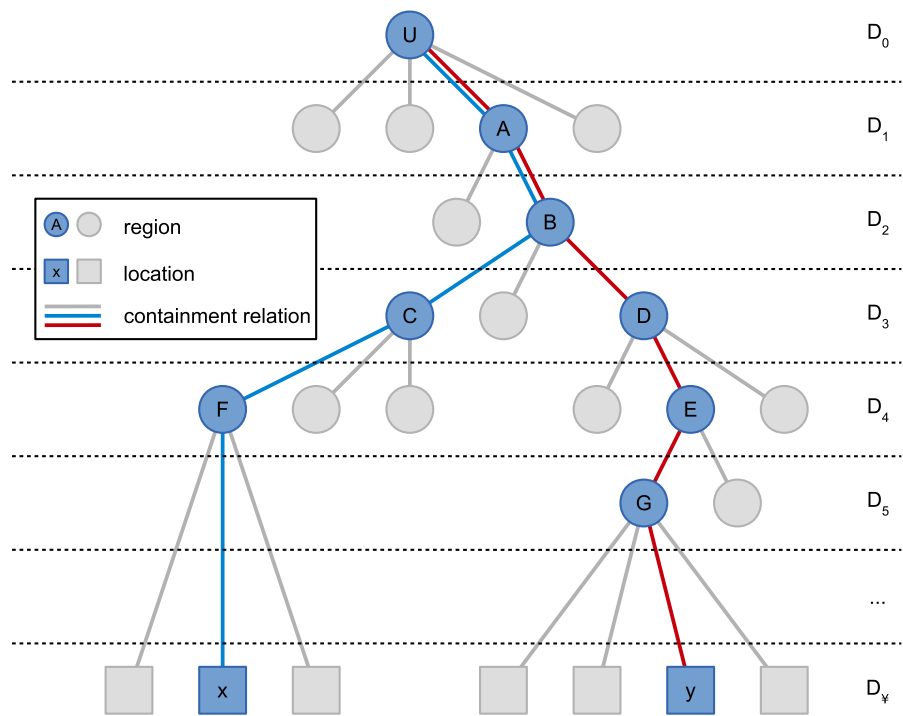 U
D₀
A
D₁
B
D₂
A region
x location
containment relation
C
D
D₃
F
E
D₄
G
D₅
...
x
y
D¥